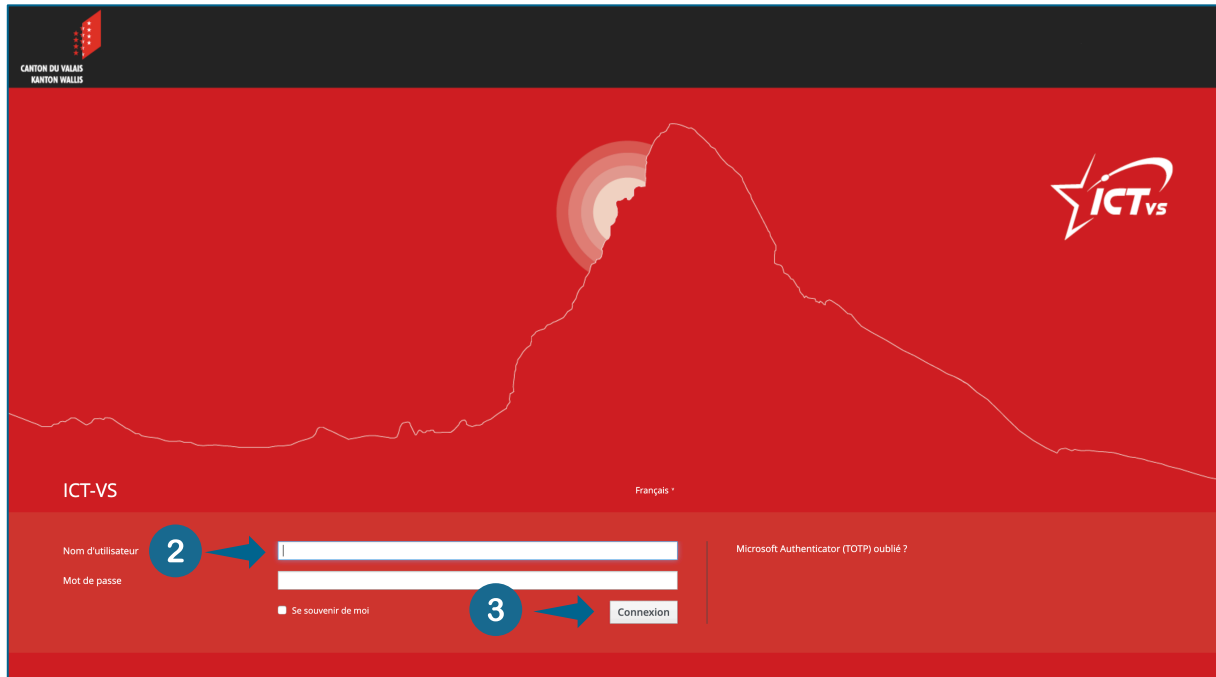 CANTON DU VALAIS
KANTON WALLIS
ICTVS
ICT-VS
Français
Nom d'utilisateur
2
Microsoft Authenticator (TOTP) oublié ?
Mot de passe
Se souvenir de moi
3
Connexion